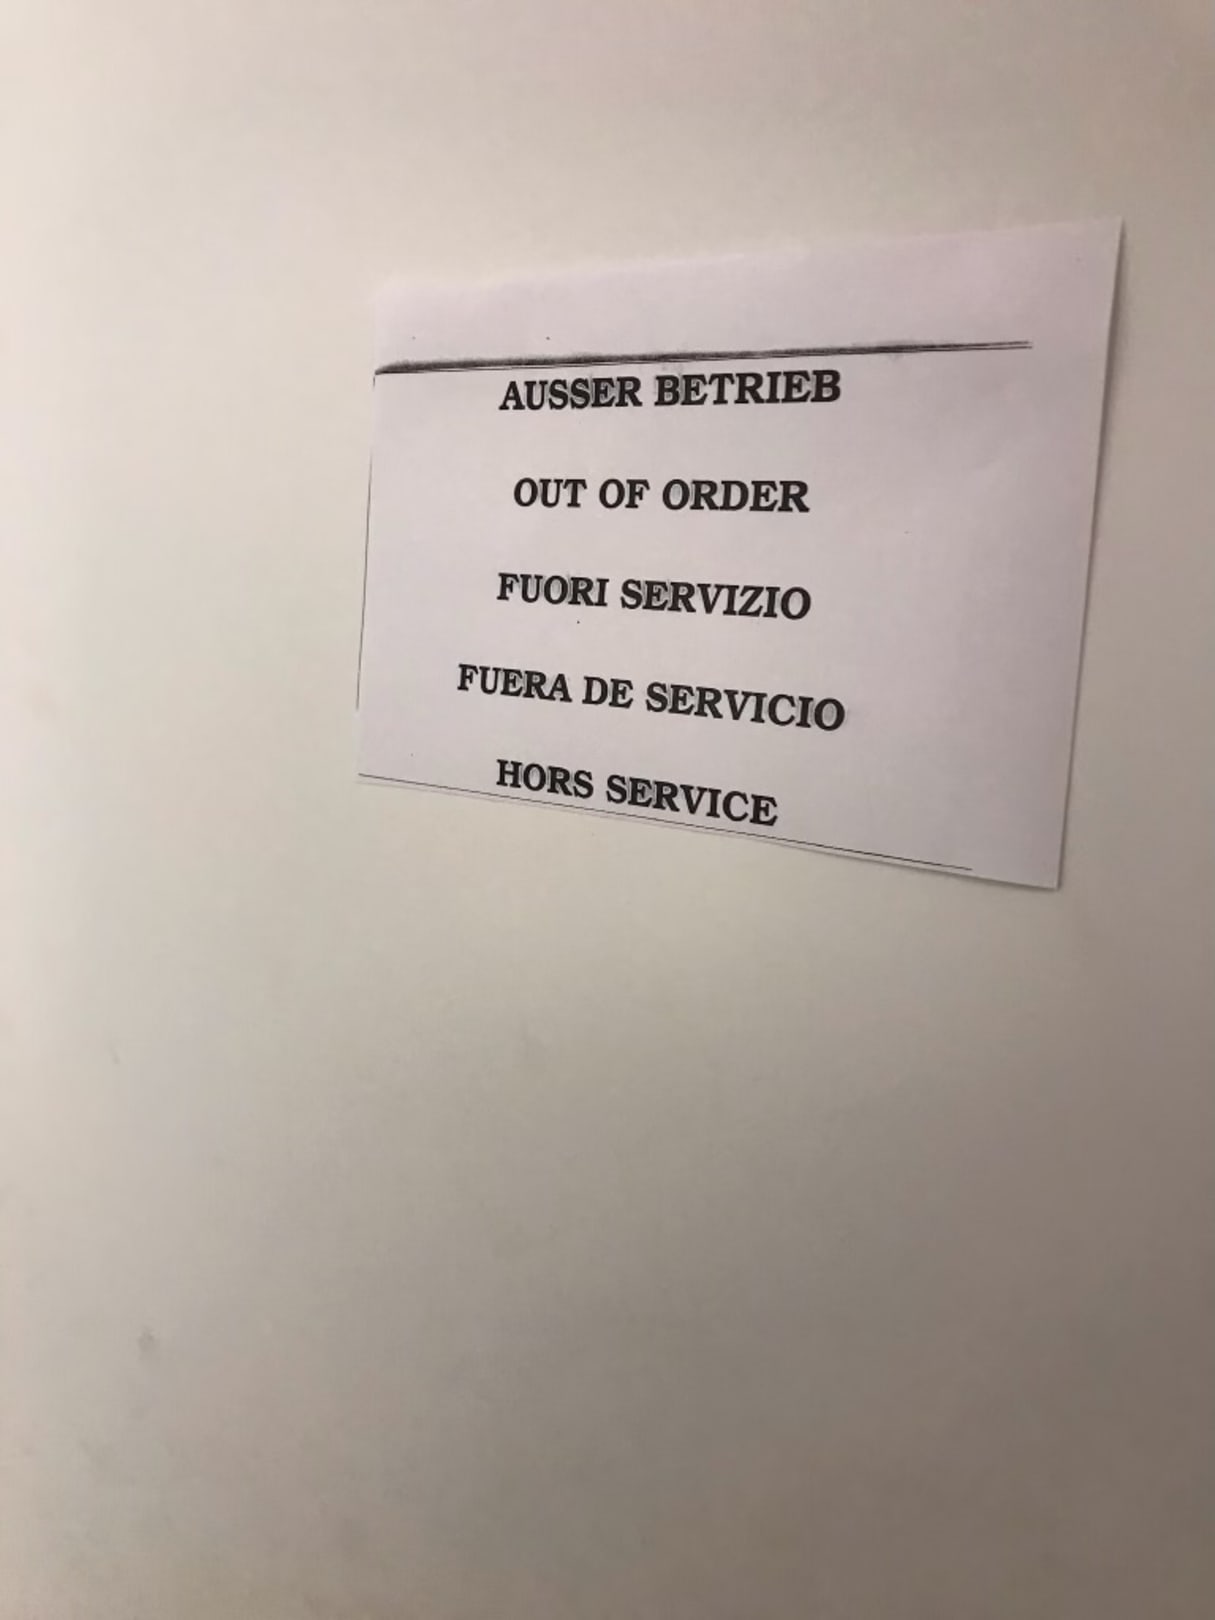 AUSSER BETRIEB
OUT OF ORDER
FUORI SERVIZIO
FUERA DE SERVICIO
HORS SERVICE